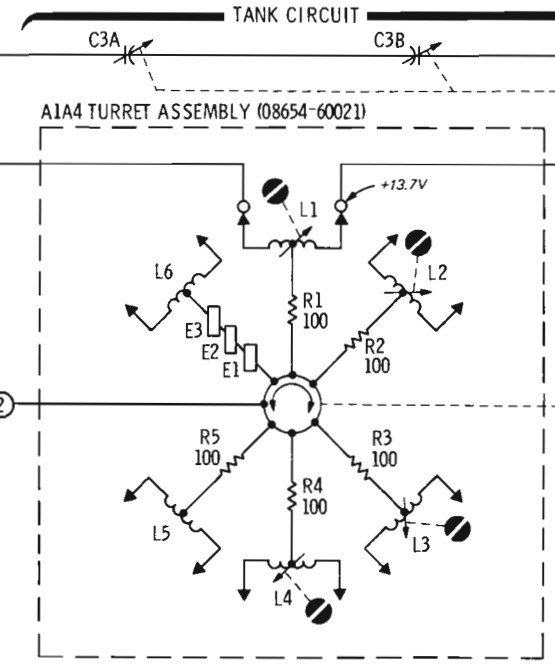 TANK CIRCUIT
C3A
C3B
A1A4 TURRET ASSEMBLY (08654-60021)
+13.7V
L1
L6
L2
R1
100
E3
E2
E1
R2
100
2
R5
100
R3
100
R4
100
L5
L3
L4